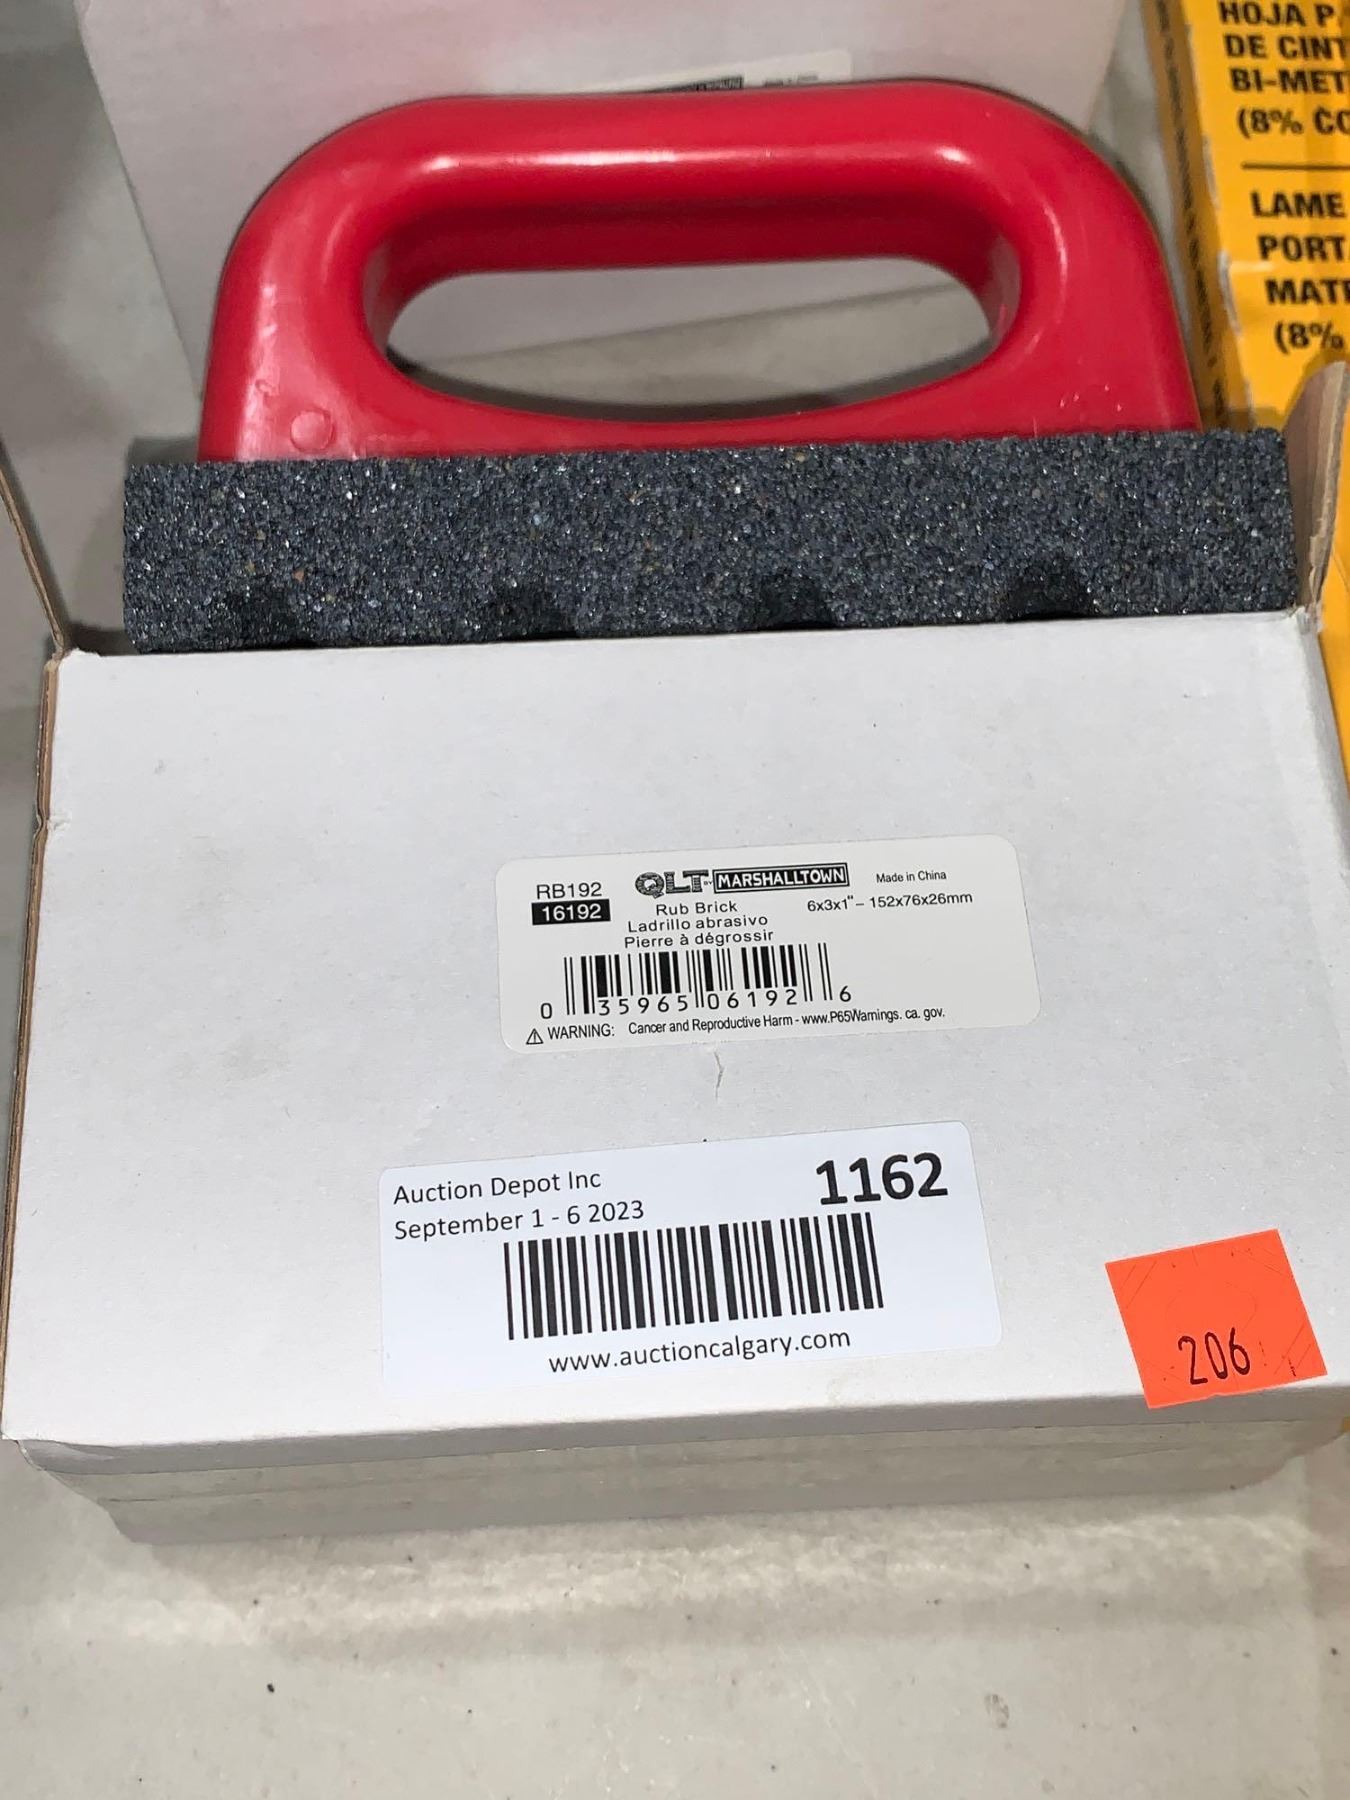 HOJA P
DE CINT
BI-MET
(8% CO
LAME
PORT
MAT
(8%
RB192
16192
QLT BY MARSHALLTOWN
Made in China
Rub Brick
6x3x1" – 152x76x26mm
Ladrillo abrasivo
Pierre à dégrossir
0 35965 06192 6
⚠ WARNING: Cancer and Reproductive Harm - www.P65Warnings. ca. gov.
Auction Depot Inc
1162
September 1 - 6 2023
www.auctioncalgary.com
206